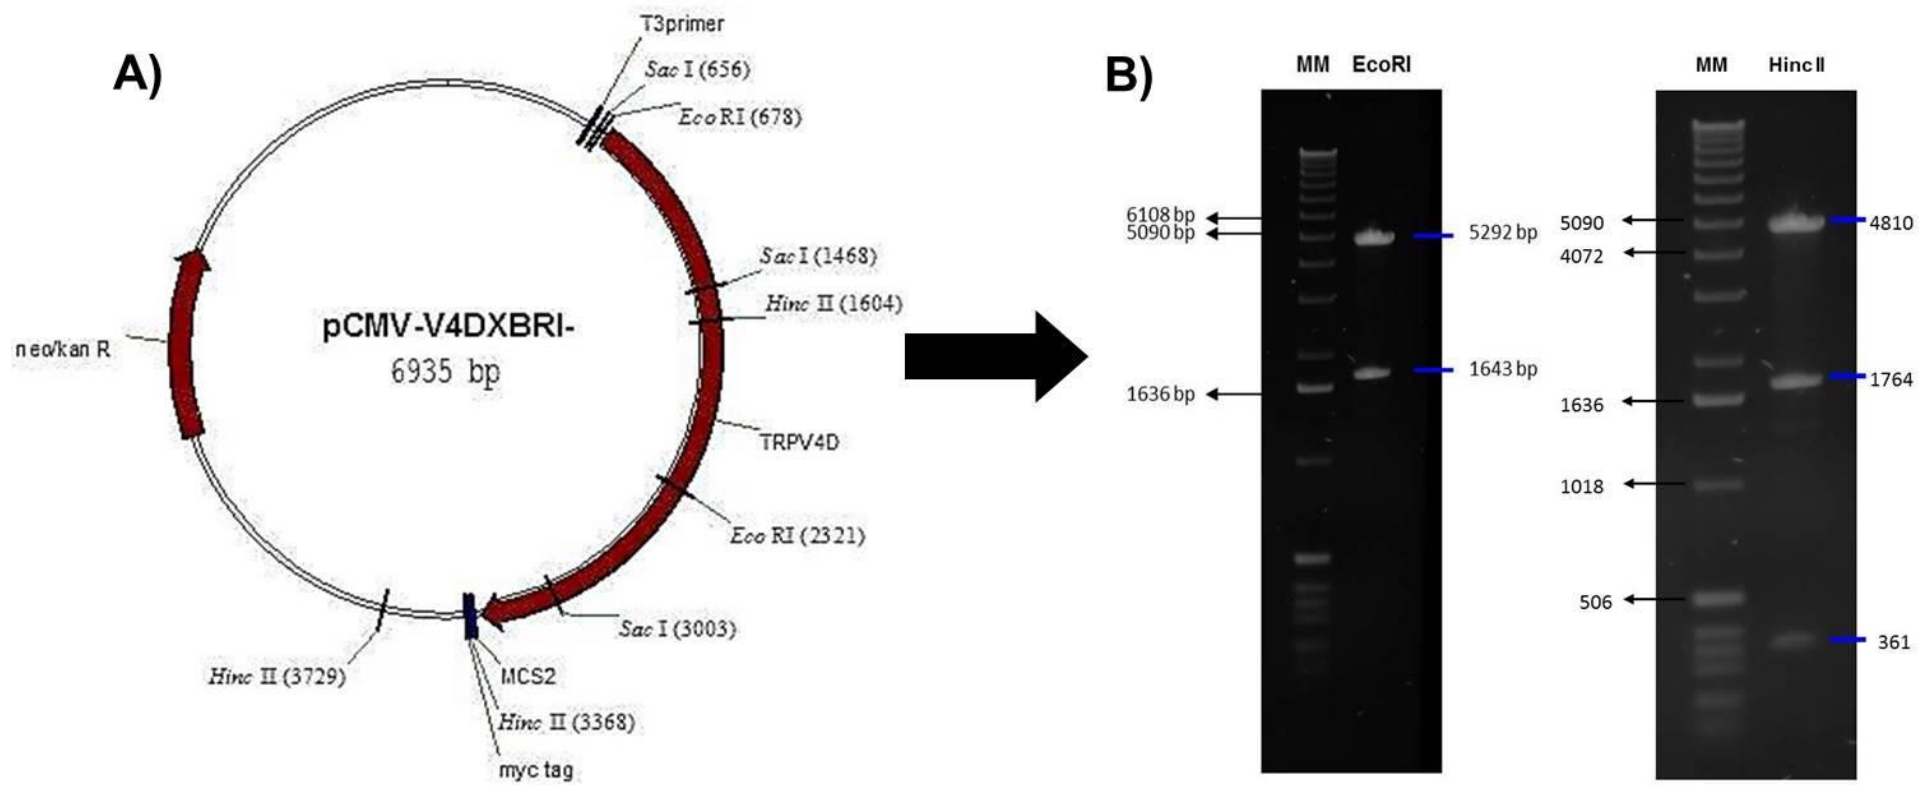 A)
T3primer
Sac I (656)
Eco RI (678)
Sac I (1468)
Hinc II (1604)
pCMV-V4DXBRI-
6935 bp
neo/kan R
TRPV4D
Eco RI (2321)
Sac I (3003)
MCS2
Hinc II (3729)
Hinc II (3368)
myc tag
B)
MM EcoRI
6108 bp
5090 bp
5292 bp
1643 bp
1636 bp
MM Hinc II
5090
4810
4072
1764
1636
1018
506
361